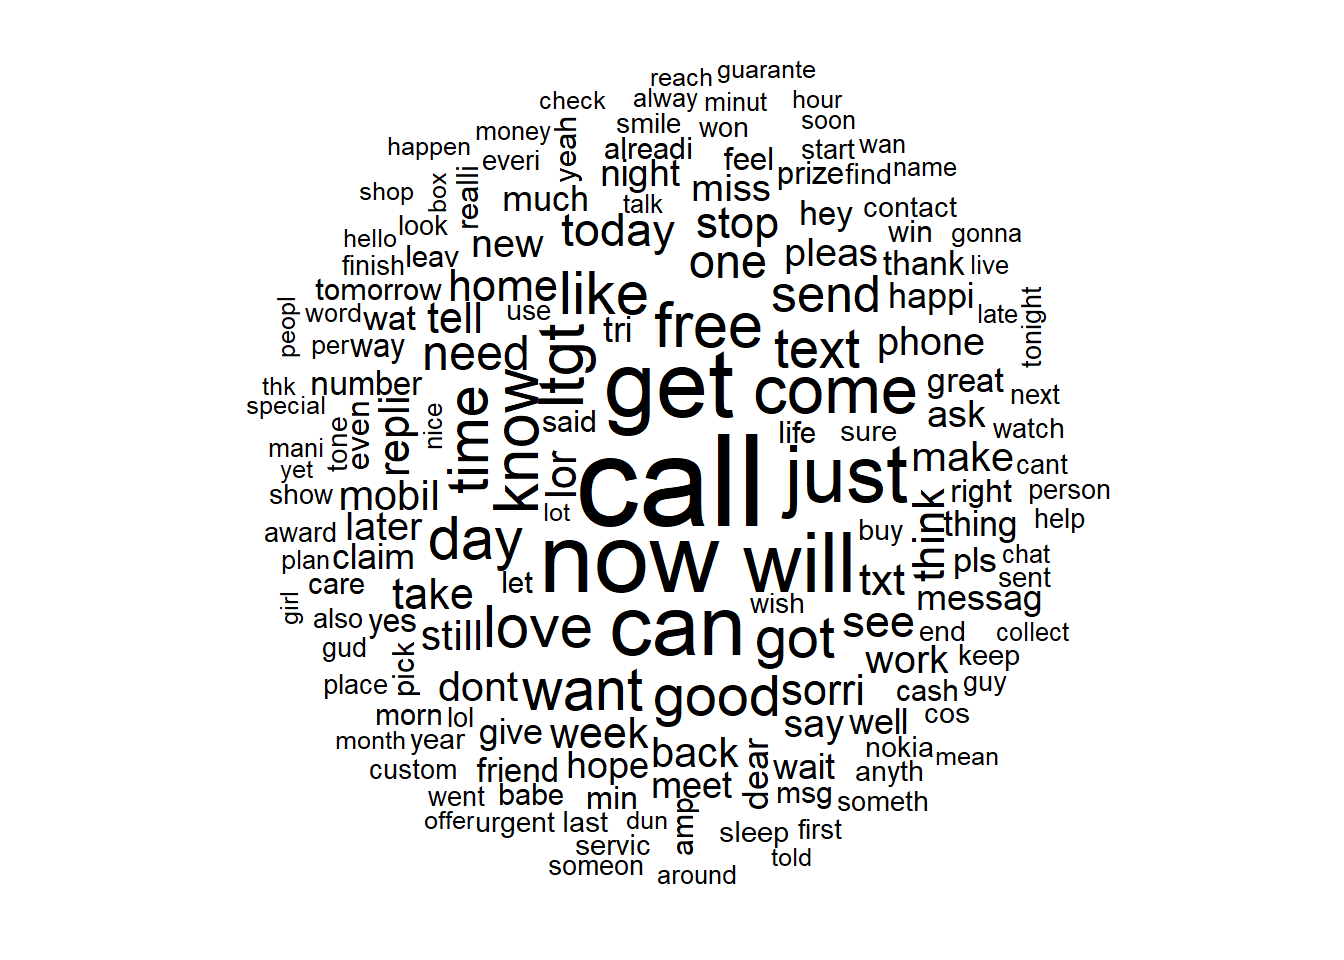 reach guarante
check alway minut hour
money smile won soon
happen everi yeah alreadi feel start wan
shop box realli much night miss prize find name
look talk hey contact
hello new today stop win gonna
finish leav one pleas thank live
tomorrow home like send happi late
peopl word wat tell use tri free tonight
per way need ltgt text phone
thk number get come great next
special repli time know said ask
mani tone even nice life sure watch
yet lor call just make cant
show mobil lot right person
award later day now will buy think thing help
plan claim txt pls chat
care take let wish messag sent
girl also yes still love can got see end collect
gud pick work keep
place dont want good sorri cash guy
morn lol say well cos
month year give week back nokia mean
custom friend hope meet dear wait anyth
went babe min msg someth
offer urgent last dun amp sleep first
servic told
someon around